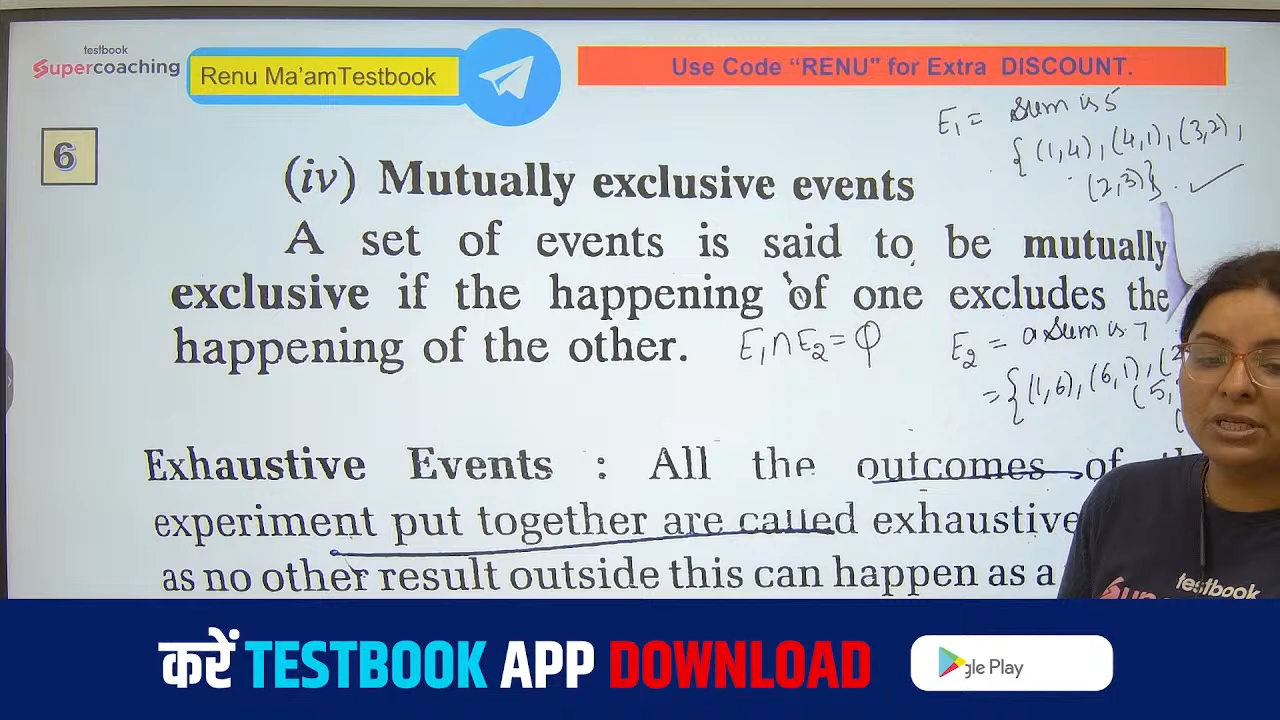 testbook
Supercoaching
Renu Ma'amTestbook
Use Code “RENU" for Extra DISCOUNT.
6
E₁ = Sum is 5
{(1,4), (4,1), (3,2),
(2,3)}
(iv) Mutually exclusive events
A set of events is said to be mutually
exclusive if the happening of one excludes the
happening of the other.
E₁∩E₂ = φ
E₂ = a Sum is 7
= {(1,6), (6,1), (2
(5,
(
Exhaustive Events : All the outcomes of
experiment put together are called exhaustive
as no other result outside this can happen as a
testbook
Sup
करें TESTBOOK APP DOWNLOAD
gle Play